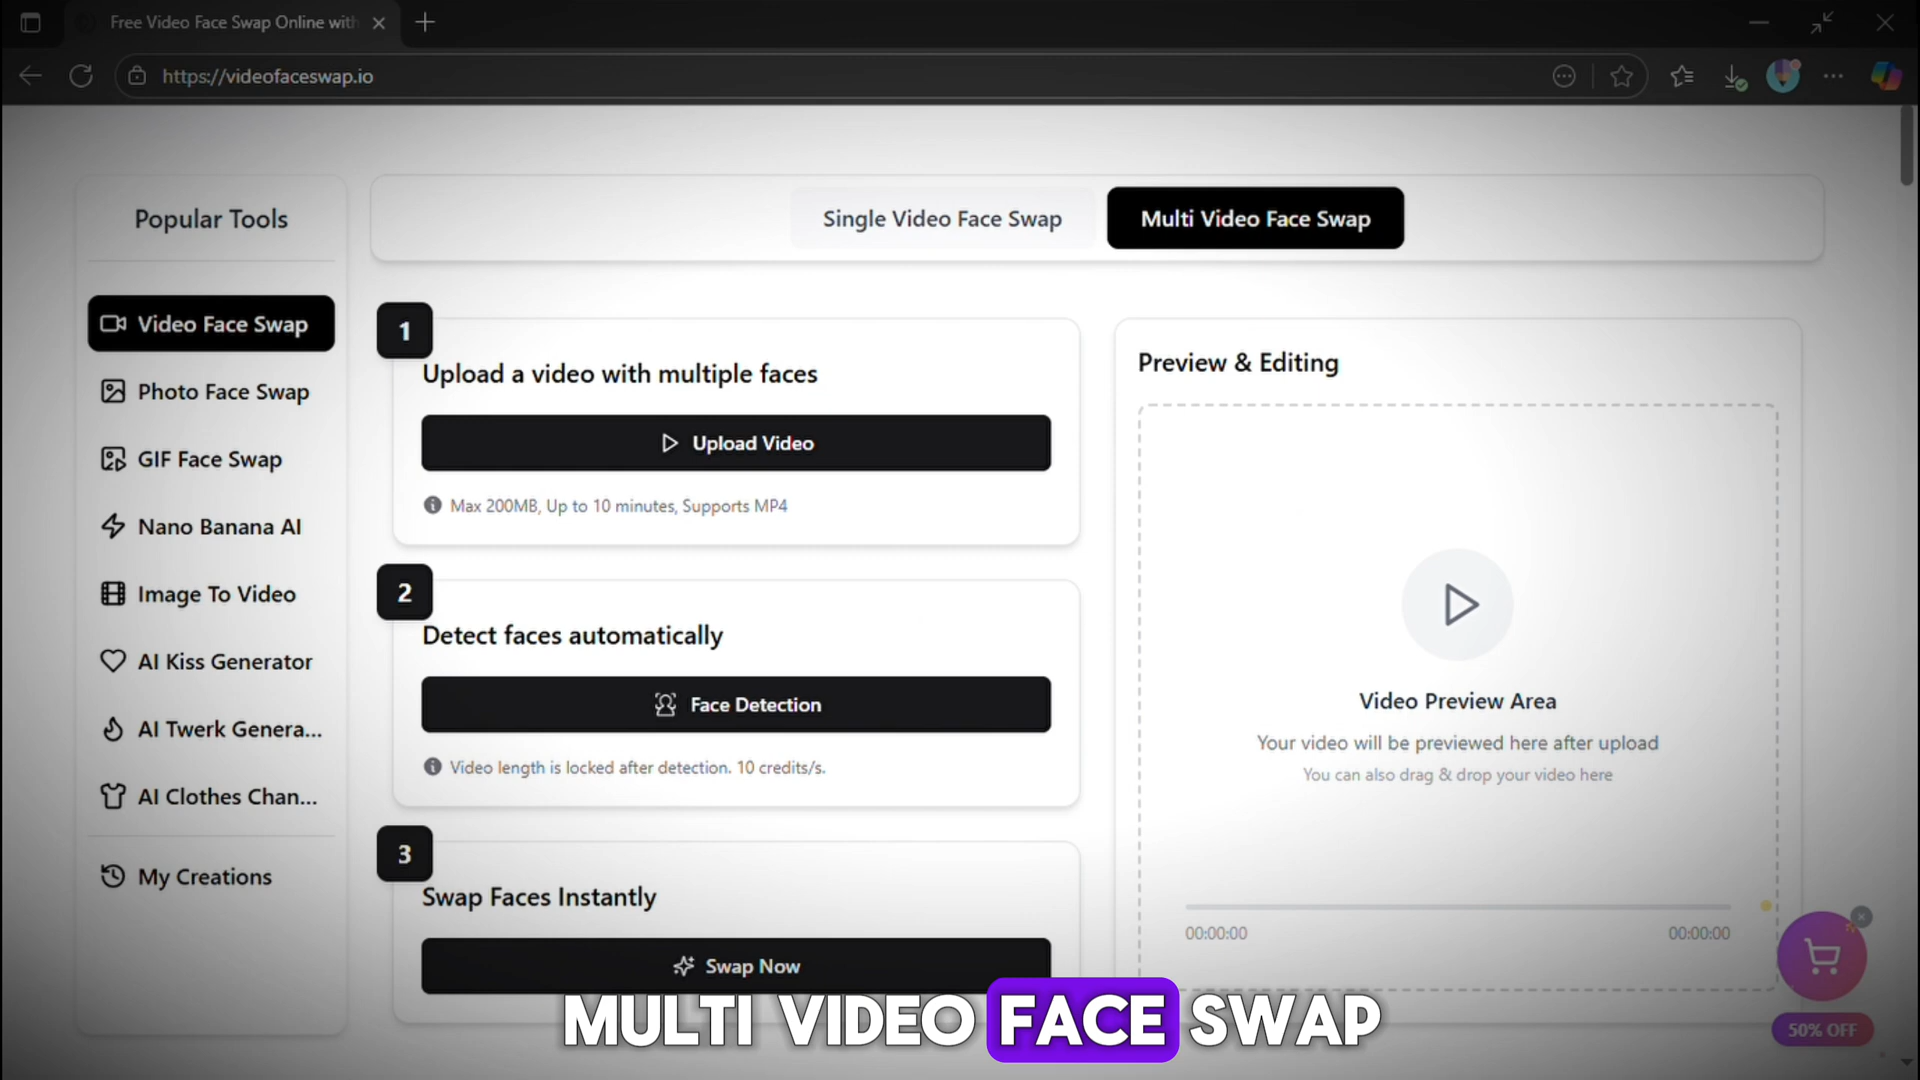 Free Video Face Swap Online with
https://videofaceswap.io
Popular Tools
Video Face Swap
Photo Face Swap
GIF Face Swap
Nano Banana AI
Image To Video
AI Kiss Generator
AI Twerk Genera...
AI Clothes Chan...
My Creations
Single Video Face Swap
Multi Video Face Swap
1
Upload a video with multiple faces
Upload Video
Max 200MB, Up to 10 minutes, Supports MP4
2
Detect faces automatically
Face Detection
Video length is locked after detection. 10 credits/s.
3
Swap Faces Instantly
Swap Now
Preview & Editing
Video Preview Area
Your video will be previewed here after upload
You can also drag & drop your video here
00:00:00
00:00:00
50% OFF
MULTI VIDEO FACE SWAP